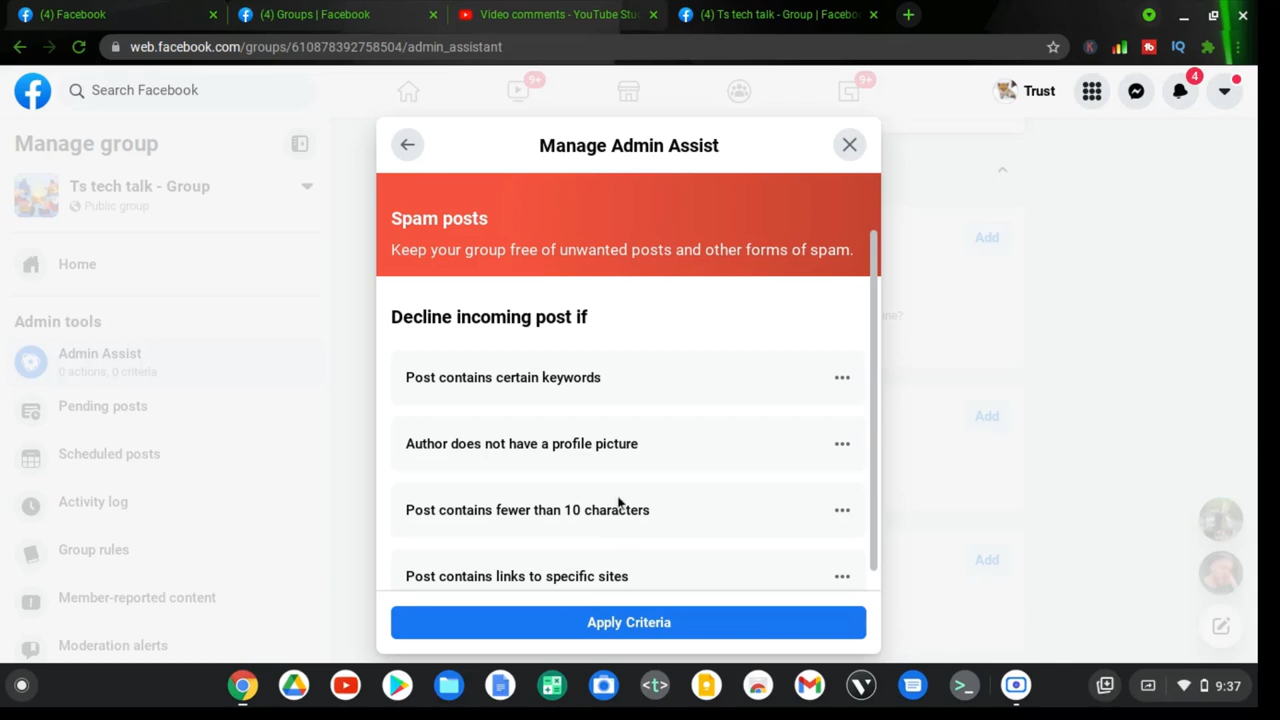 (4) Facebook
(4) Groups | Facebook
Video comments - YouTube Stu
(4) Ts tech talk - Group | Facebo
web.facebook.com/groups/610878392758504/admin_assistant
Search Facebook
9+
9+
Trust
4
Manage group
Ts tech talk - Group
Public group
Home
Admin tools
Admin Assist
0 actions, 0 criteria
Pending posts
Scheduled posts
Activity log
Group rules
Member-reported content
Moderation alerts
Manage Admin Assist
Spam posts
Keep your group free of unwanted posts and other forms of spam.
Decline incoming post if
Post contains certain keywords
Author does not have a profile picture
Post contains fewer than 10 characters
Post contains links to specific sites
Apply Criteria
Add
Add
Add
9:37